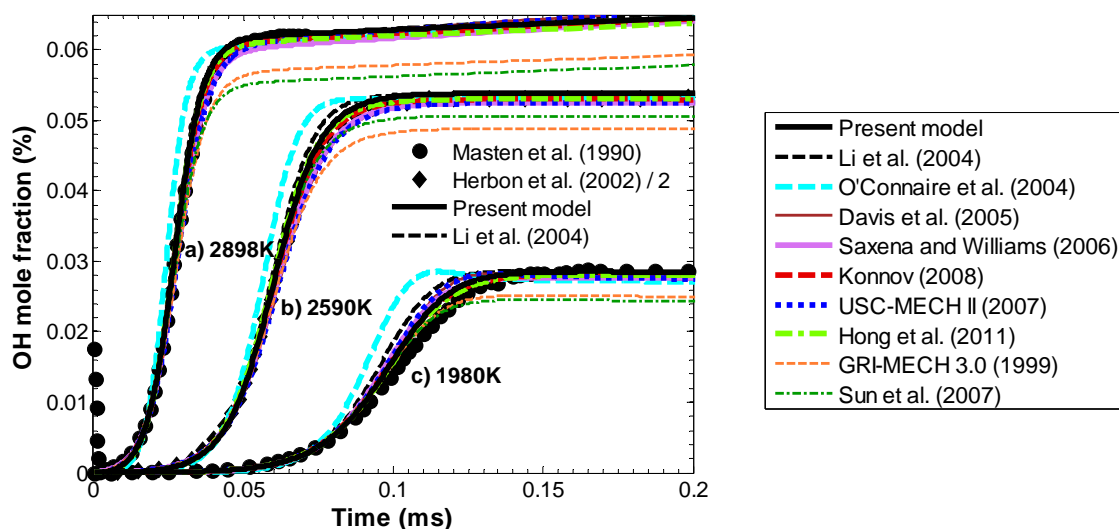 OH mole fraction (%)
0.06
0.05
0.04
0.03
0.02
0.01
0
0
0.05
0.1
0.15
0.2
Time (ms)
a) 2898K
b) 2590K
c) 1980K
Masten et al. (1990)
Herbon et al. (2002) / 2
Present model
Li et al. (2004)
Present model
Li et al. (2004)
O'Connaire et al. (2004)
Davis et al. (2005)
Saxena and Williams (2006)
Konnov (2008)
USC-MECH II (2007)
Hong et al. (2011)
GRI-MECH 3.0 (1999)
Sun et al. (2007)